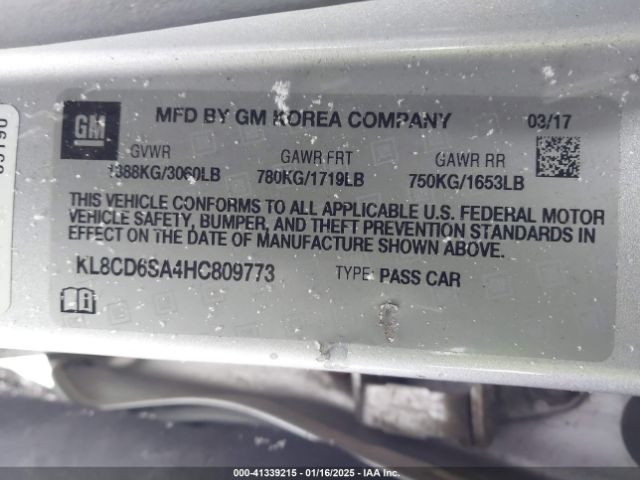 GM
MFD BY GM KOREA COMPANY 03/17
GVWR GAWR FRT GAWR RR
1388KG/3060LB 780KG/1719LB 750KG/1653LB
THIS VEHICLE CONFORMS TO ALL APPLICABLE U.S. FEDERAL MOTOR
VEHICLE SAFETY, BUMPER, AND THEFT PREVENTION STANDARDS IN
EFFECT ON THE DATE OF MANUFACTURE SHOWN ABOVE.
KL8CD6SA4HC809773 TYPE: PASS CAR
000-41339215 | 01/16/2025 | IAAI.COM